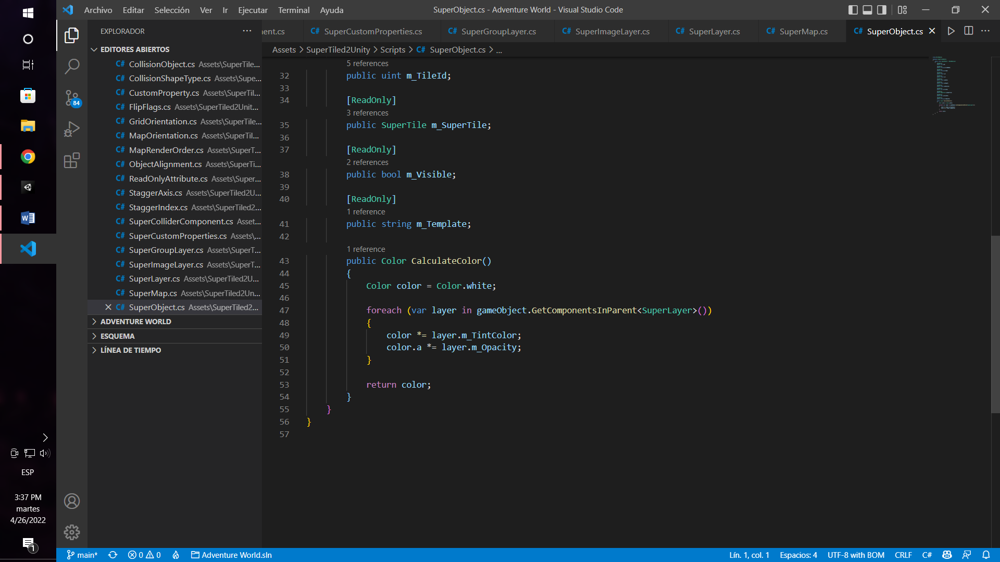 Archivo Editar Selección Ver Ir Ejecutar Terminal Ayuda
SuperObject.cs - Adventure World - Visual Studio Code
EXPLORADOR
EDITORES ABIERTOS
C# CollisionObject.cs Assets\SuperTile...
C# CollisionShapeType.cs Assets\Supe...
C# CustomProperty.cs Assets\SuperTil...
C# FlipFlags.cs Assets\SuperTiled2Unit...
C# GridOrientation.cs Assets\SuperTile...
C# MapOrientation.cs Assets\SuperTil...
C# MapRenderOrder.cs Assets\SuperT...
C# ObjectAlignment.cs Assets\SuperTi...
C# ReadOnlyAttribute.cs Assets\Super...
C# StaggerAxis.cs Assets\SuperTiled2U...
C# StaggerIndex.cs Assets\SuperTiled2...
C# SuperColliderComponent.cs Asset...
C# SuperCustomProperties.cs Assets\...
C# SuperGroupLayer.cs Assets\SuperT...
C# SuperImageLayer.cs Assets\SuperT...
C# SuperLayer.cs Assets\SuperTiled2U...
C# SuperMap.cs Assets\SuperTiled2Un...
C# SuperObject.cs Assets\SuperTiled2...
ADVENTURE WORLD
ESQUEMA
LÍNEA DE TIEMPO
84
nent.cs C# SuperCustomProperties.cs C# SuperGroupLayer.cs C# SuperImageLayer.cs C# SuperLayer.cs C# SuperMap.cs C# SuperObject.cs
Assets > SuperTiled2Unity > Scripts > C# SuperObject.cs > ...
5 references
32 public uint m_TileId;
33
34 [ReadOnly]
3 references
35 public SuperTile m_SuperTile;
36
37 [ReadOnly]
2 references
38 public bool m_Visible;
39
40 [ReadOnly]
1 reference
41 public string m_Template;
42
1 reference
43 public Color CalculateColor()
44 {
45 Color color = Color.white;
46
47 foreach (var layer in gameObject.GetComponentsInParent<SuperLayer>())
48 {
49 color *= layer.m_TintColor;
50 color.a *= layer.m_Opacity;
51 }
52
53 return color;
54 }
55 }
56 }
57
ESP
3:37 PM
martes
4/26/2022
1
main* 0 0 Adventure World.sln
Lín. 1, col. 1 Espacios: 4 UTF-8 with BOM CRLF C#